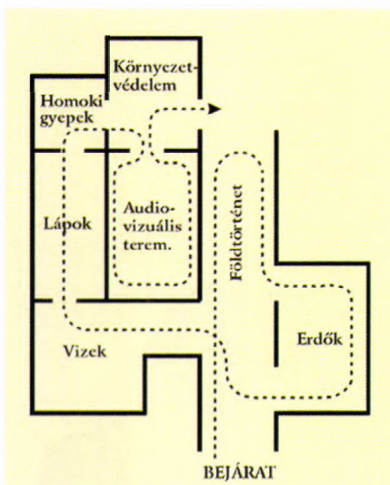 Környezet-
védelem
Homoki
gyepek
Lápok
Audio-
vizuális
terem.
Földtörténet
Vizek
Erdők
BEJÁRAT